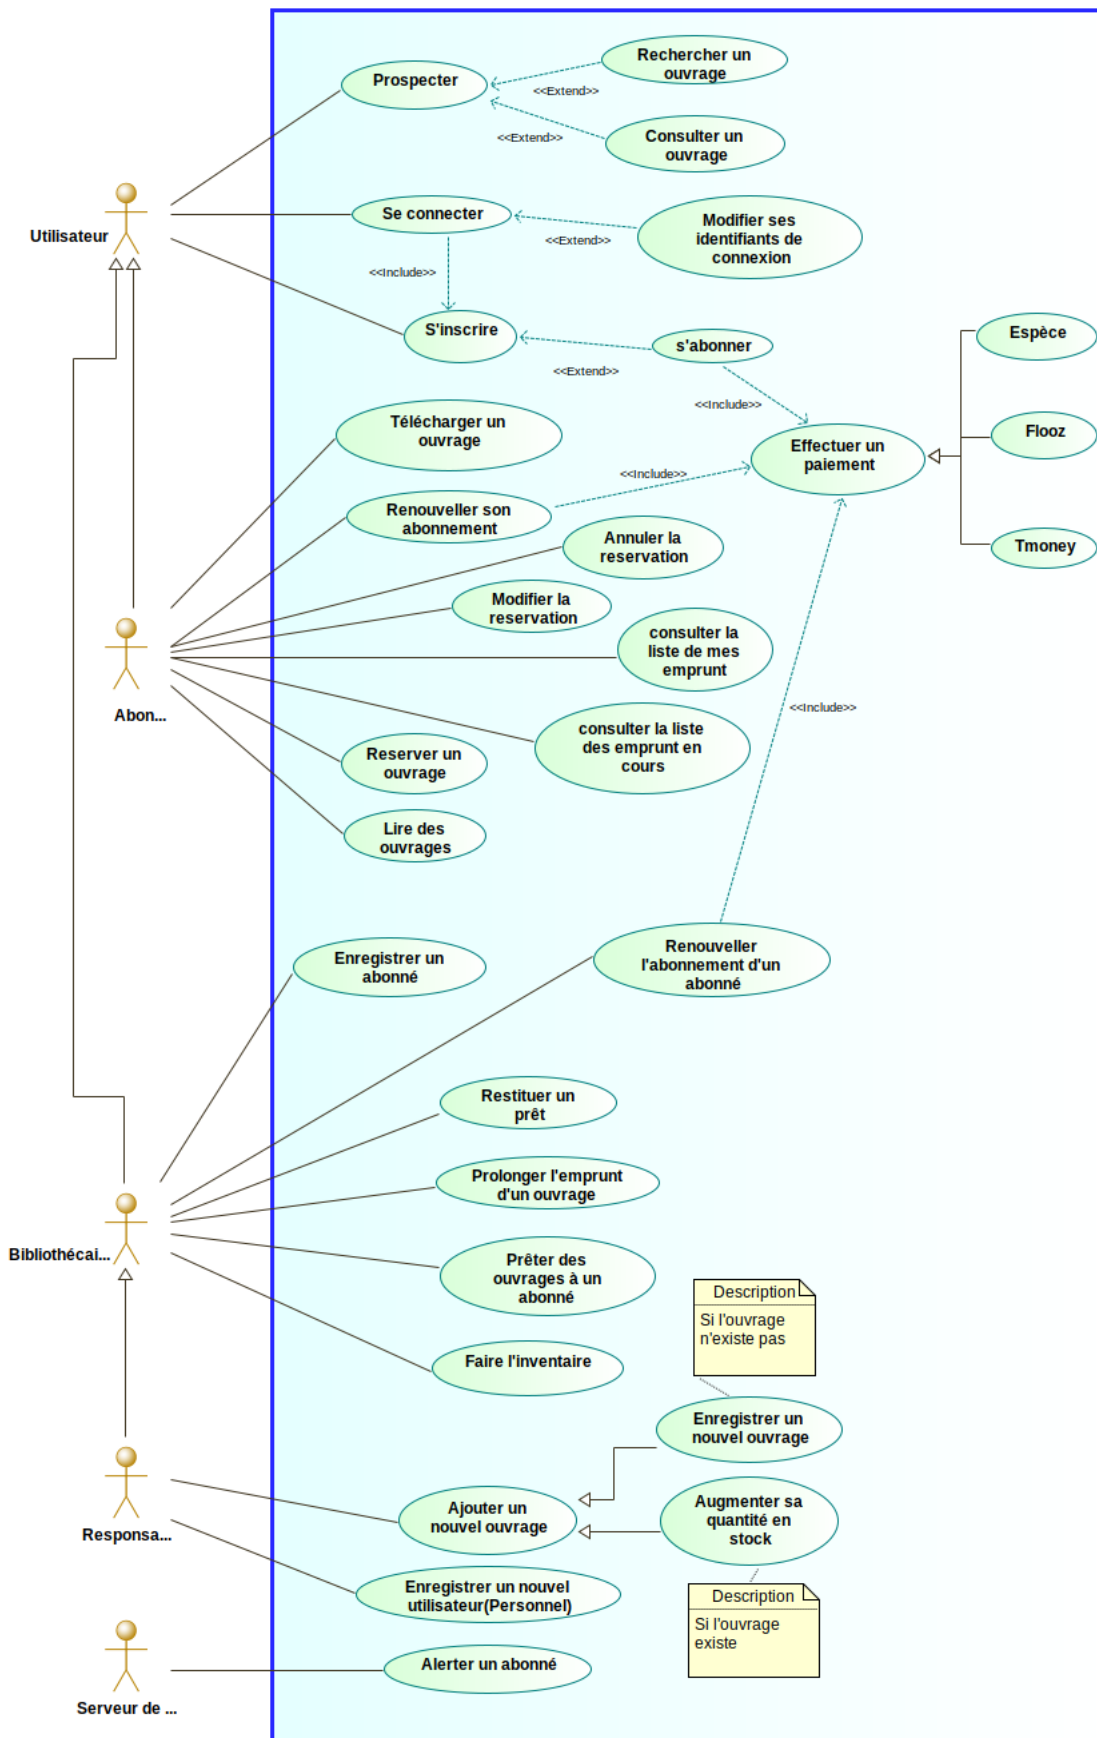 Rechercher un
ouvrage
Prospecter
<<Extend>>
<<Extend>>
Consulter un
ouvrage
Utilisateur
Se connecter
Modifier ses
identifiants de
connexion
<<Extend>>
<<Include>>
S'inscrire
s'abonner
<<Extend>>
<<Include>>
Espèce
Flooz
Tmoney
Effectuer un
paiement
Télécharger un
ouvrage
<<Include>>
Renouveller son
abonnement
Annuler la
reservation
Modifier la
reservation
consulter la
liste de mes
emprunt
Abon...
<<Include>>
consulter la liste
des emprunt en
cours
Reserver un
ouvrage
Lire des
ouvrages
Enregistrer un
abonné
Renouveller
l'abonnement d'un
abonné
Restituer un
prêt
Prolonger l'emprunt
d'un ouvrage
Bibliothécai...
Prêter des
ouvrages à un
abonné
Faire l'inventaire
Description
Si l'ouvrage
n'existe pas
Enregistrer un
nouvel ouvrage
Responsa...
Ajouter un
nouvel ouvrage
Augmenter sa
quantité en
stock
Enregistrer un nouvel
utilisateur(Personnel)
Description
Si l'ouvrage
existe
Alerter un abonné
Serveur de ...